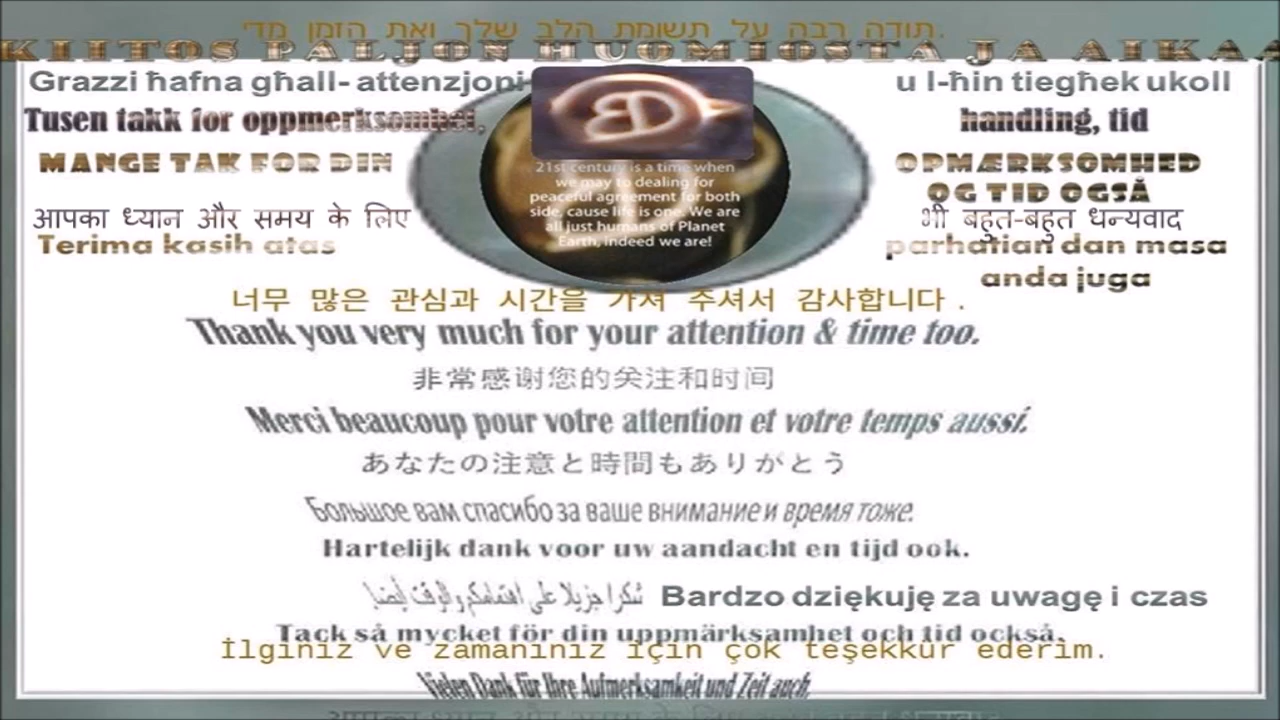 תודה רבה על תשומת הלב שלך ואת הזמן מדי.
KIITOS PALJON HUOMIOSTA JA AIKAA
Grazzi ħafna għall- attenzjoni u l-ħin tiegħek ukoll
Tusen takk for oppmerksomhet, handling, tid
MANGE TAK FOR DIN OPMÆRKSOMHED
OG TID OGSÅ
आपका ध्यान और समय के लिए भी बहुत-बहुत धन्यवाद
Terima kasih atas perhatian dan masa
anda juga
21st century is a time when
we may to dealing for
peaceful agreement for both
side, cause life is one. We are
all just humans of Planet
Earth, indeed we are!
너무 많은 관심과 시간을 가져 주셔서 감사합니다 .
Thank you very much for your attention & time too.
非常感谢您的关注和时间
Merci beaucoup pour votre attention et votre temps aussi.
あなたの注意と時間もありがとう
Большое вам спасибо за ваше внимание и время тоже.
Hartelijk dank voor uw aandacht en tijd ook.
شكرا جزيلا على اهتمامكم والوقت أيضا.
Bardzo dziękuję za uwagę i czas
Tack så mycket för din uppmärksamhet och tid också.
İlginiz ve zamanınız için çok teşekkür ederim.
Vielen Dank für Ihre Aufmerksamkeit und Zeit auch.